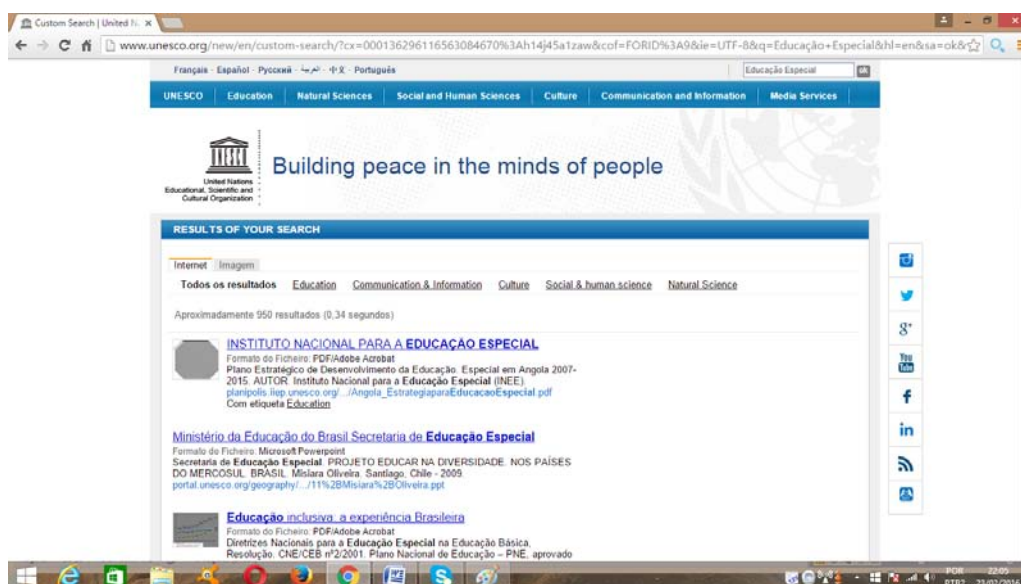 Custom Search | United N
www.unesco.org/new/en/custom-search/?cx=000136296116563084670%3Ah14j45a1zaw&cof=FORID%3A9&ie=UTF-8&q=Educação+Especial&hl=en&sa=ok&
Français · Español · Русский · العربية · 中文 · Português
Educação Especial
ok
UNESCO Education Natural Sciences Social and Human Sciences Culture Communication and Information Media Services
UNESCO
United Nations
Educational, Scientific and
Cultural Organization
Building peace in the minds of people
RESULTS OF YOUR SEARCH
Internet Imagem
Todos os resultados Education Communication & Information Culture Social & human science Natural Science
Aproximadamente 950 resultados (0,34 segundos)
INSTITUTO NACIONAL PARA A EDUCAÇÃO ESPECIAL
Formato do Ficheiro: PDF/Adobe Acrobat
Plano Estratégico de Desenvolvimento da Educação. Especial em Angola 2007-
2015. AUTOR. Instituto Nacional para a Educação Especial (INEE).
planipolis.iiep.unesco.org/.../Angola_EstrategiaparaEducacaoEspecial.pdf
Com etiqueta Education
Ministério da Educação do Brasil Secretaria de Educação Especial
Formato do Ficheiro: Microsoft Powerpoint
Secretaria de Educação Especial. PROJETO EDUCAR NA DIVERSIDADE. NOS PAÍSES
DO MERCOSUL. BRASIL. Misiara Oliveira. Santiago, Chile - 2009.
portal.unesco.org/geography/.../11%2BMisiara%2BOliveira.ppt
Educação inclusiva: a experiência Brasileira
Formato do Ficheiro: PDF/Adobe Acrobat
Diretrizes Nacionais para a Educação Especial na Educação Básica,
Resolução. CNE/CEB nº2/2001. Plano Nacional de Educação – PNE, aprovado
g+
You
Tube
f
in
POR 22:05
PTB2 23/02/2016